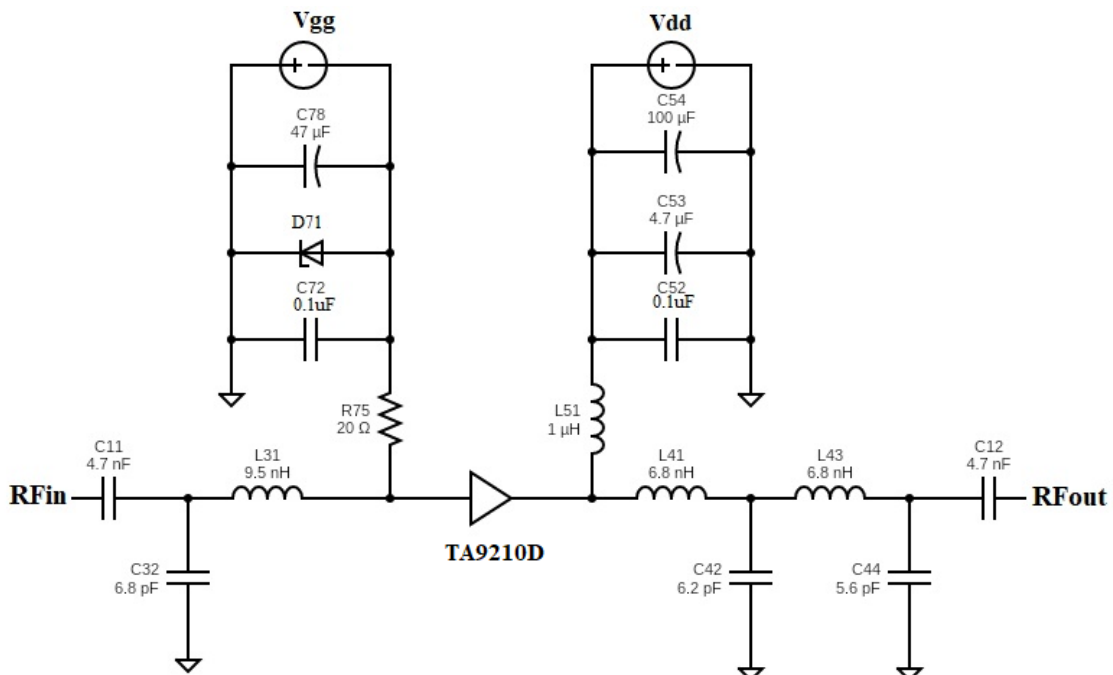 Vgg
Vdd
C78
47 µF
C54
100 µF
D71
C53
4.7 µF
C72
0.1uF
C52
0.1uF
R75
20 Ω
L51
1 µH
C11
4.7 nF
L31
9.5 nH
L41
6.8 nH
L43
6.8 nH
C12
4.7 nF
RFin
RFout
TA9210D
C32
6.8 pF
C42
6.2 pF
C44
5.6 pF